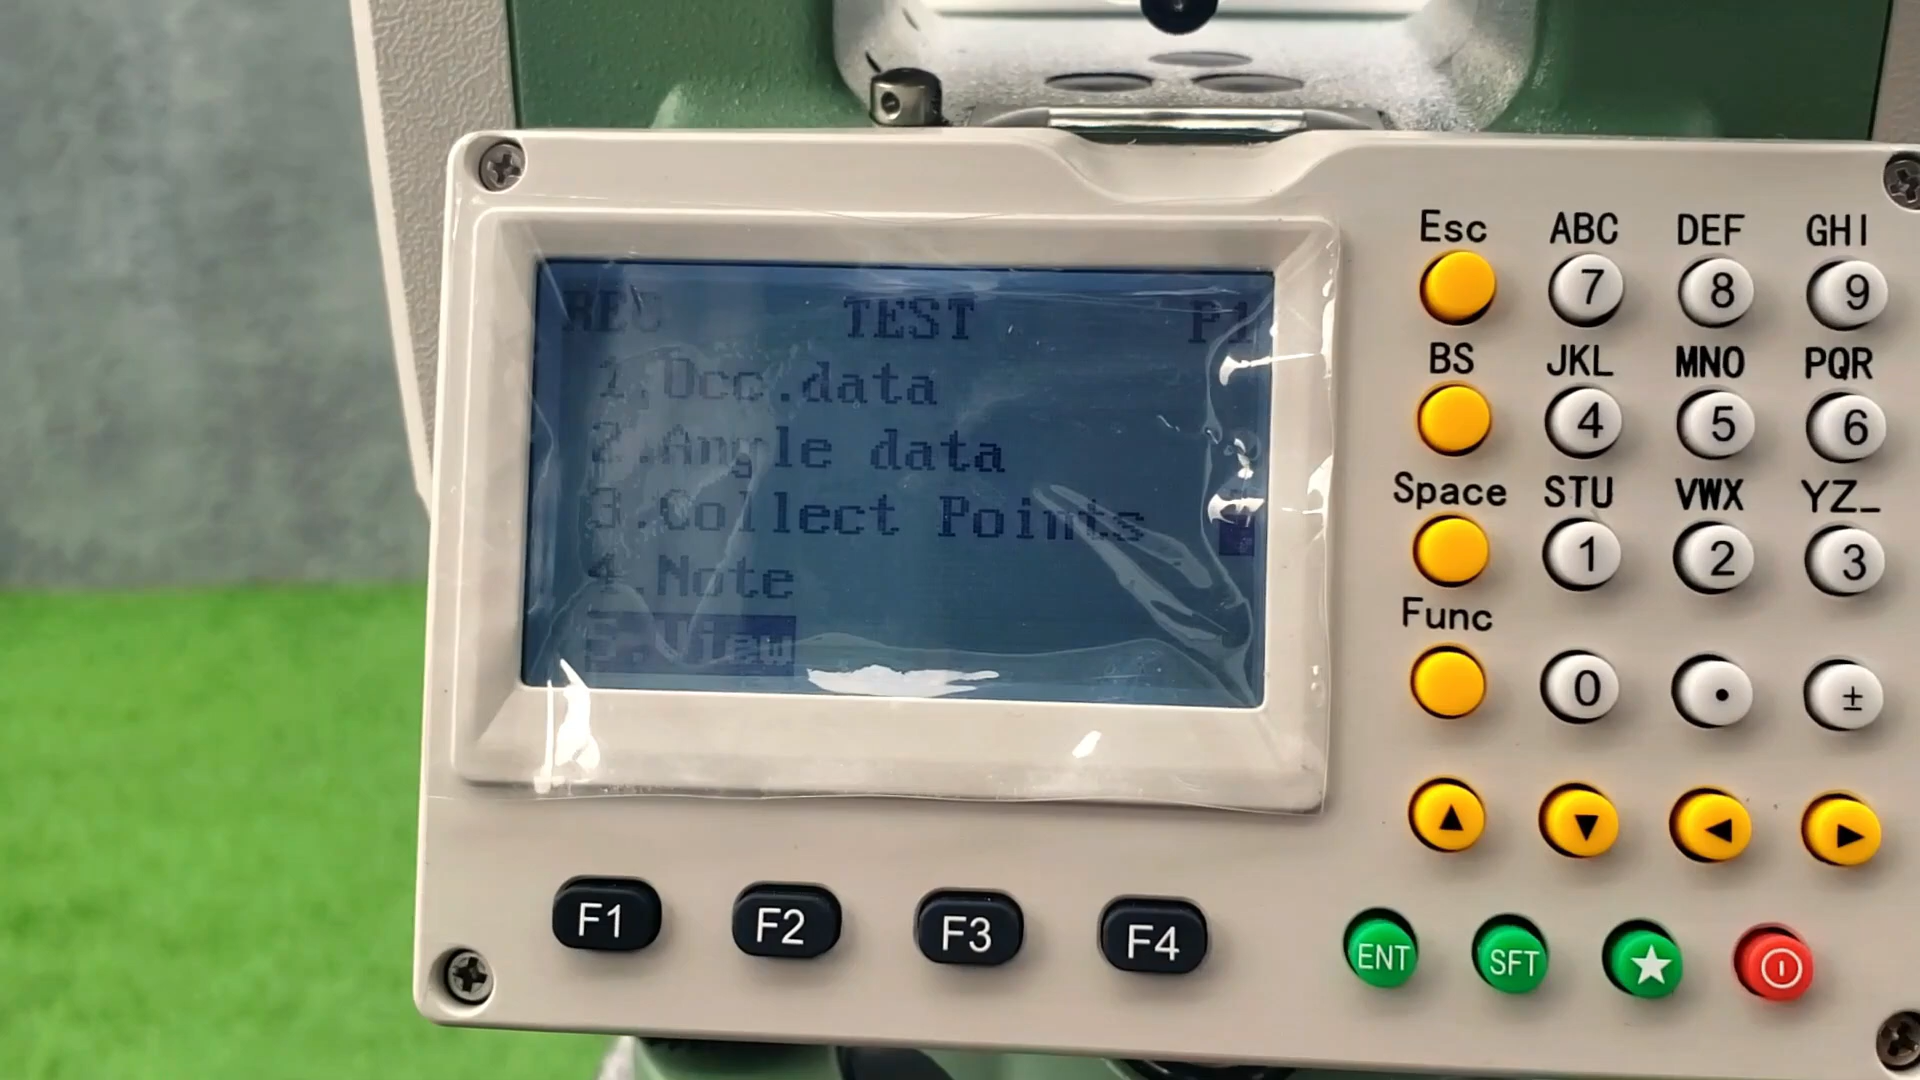 REC TEST P1
1.Occ.data
2.Angle data
3.Collect Points
4.Note
5.View
Esc ABC DEF GHI
7 8 9
BS JKL MNO PQR
4 5 6
Space STU VWX YZ_
1 2 3
Func
0 • ±
▲ ▼ ◀ ▶
F1 F2 F3 F4 ENT SFT ★